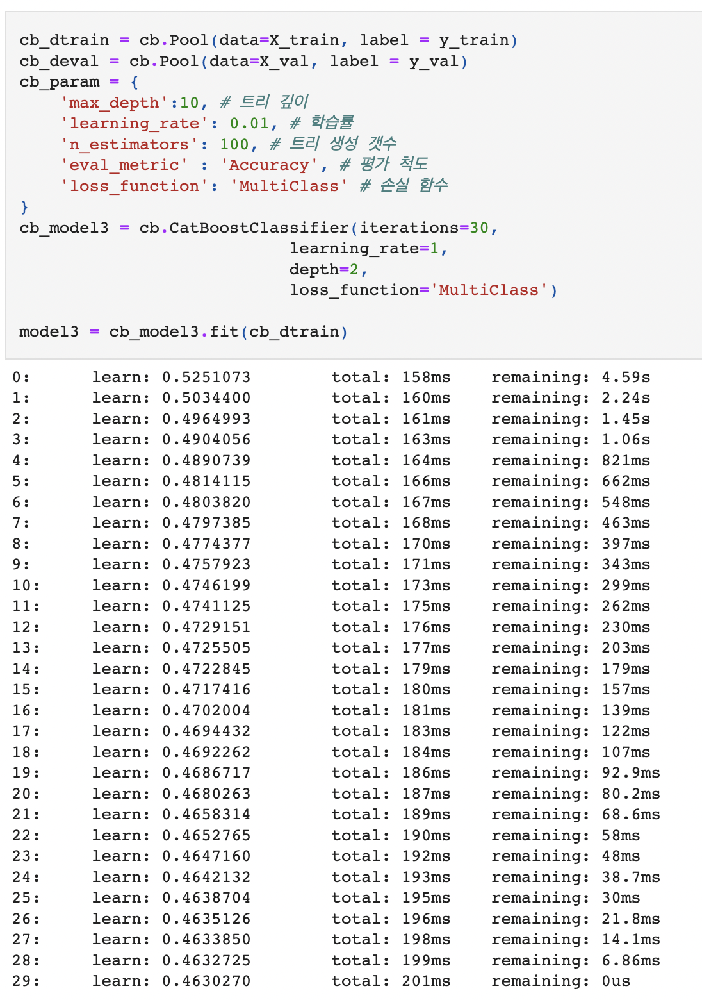 cb_dtrain = cb.Pool(data=X_train, label = y_train)
cb_deval = cb.Pool(data=X_val, label = y_val)
cb_param = {
    'max_depth':10, # 트리 깊이
    'learning_rate': 0.01, # 학습률
    'n_estimators': 100, # 트리 생성 갯수
    'eval_metric' : 'Accuracy', # 평가 척도
    'loss_function': 'MultiClass' # 손실 함수
}
cb_model3 = cb.CatBoostClassifier(iterations=30,
                           learning_rate=1,
                           depth=2,
                           loss_function='MultiClass')
model3 = cb_model3.fit(cb_dtrain)
0:      learn: 0.5251073        total: 158ms    remaining: 4.59s
1:      learn: 0.5034400        total: 160ms    remaining: 2.24s
2:      learn: 0.4964993        total: 161ms    remaining: 1.45s
3:      learn: 0.4904056        total: 163ms    remaining: 1.06s
4:      learn: 0.4890739        total: 164ms    remaining: 821ms
5:      learn: 0.4814115        total: 166ms    remaining: 662ms
6:      learn: 0.4803820        total: 167ms    remaining: 548ms
7:      learn: 0.4797385        total: 168ms    remaining: 463ms
8:      learn: 0.4774377        total: 170ms    remaining: 397ms
9:      learn: 0.4757923        total: 171ms    remaining: 343ms
10:     learn: 0.4746199        total: 173ms    remaining: 299ms
11:     learn: 0.4741125        total: 175ms    remaining: 262ms
12:     learn: 0.4729151        total: 176ms    remaining: 230ms
13:     learn: 0.4725505        total: 177ms    remaining: 203ms
14:     learn: 0.4722845        total: 179ms    remaining: 179ms
15:     learn: 0.4717416        total: 180ms    remaining: 157ms
16:     learn: 0.4702004        total: 181ms    remaining: 139ms
17:     learn: 0.4694432        total: 183ms    remaining: 122ms
18:     learn: 0.4692262        total: 184ms    remaining: 107ms
19:     learn: 0.4686717        total: 186ms    remaining: 92.9ms
20:     learn: 0.4680263        total: 187ms    remaining: 80.2ms
21:     learn: 0.4658314        total: 189ms    remaining: 68.6ms
22:     learn: 0.4652765        total: 190ms    remaining: 58ms
23:     learn: 0.4647160        total: 192ms    remaining: 48ms
24:     learn: 0.4642132        total: 193ms    remaining: 38.7ms
25:     learn: 0.4638704        total: 195ms    remaining: 30ms
26:     learn: 0.4635126        total: 196ms    remaining: 21.8ms
27:     learn: 0.4633850        total: 198ms    remaining: 14.1ms
28:     learn: 0.4632725        total: 199ms    remaining: 6.86ms
29:     learn: 0.4630270        total: 201ms    remaining: 0us